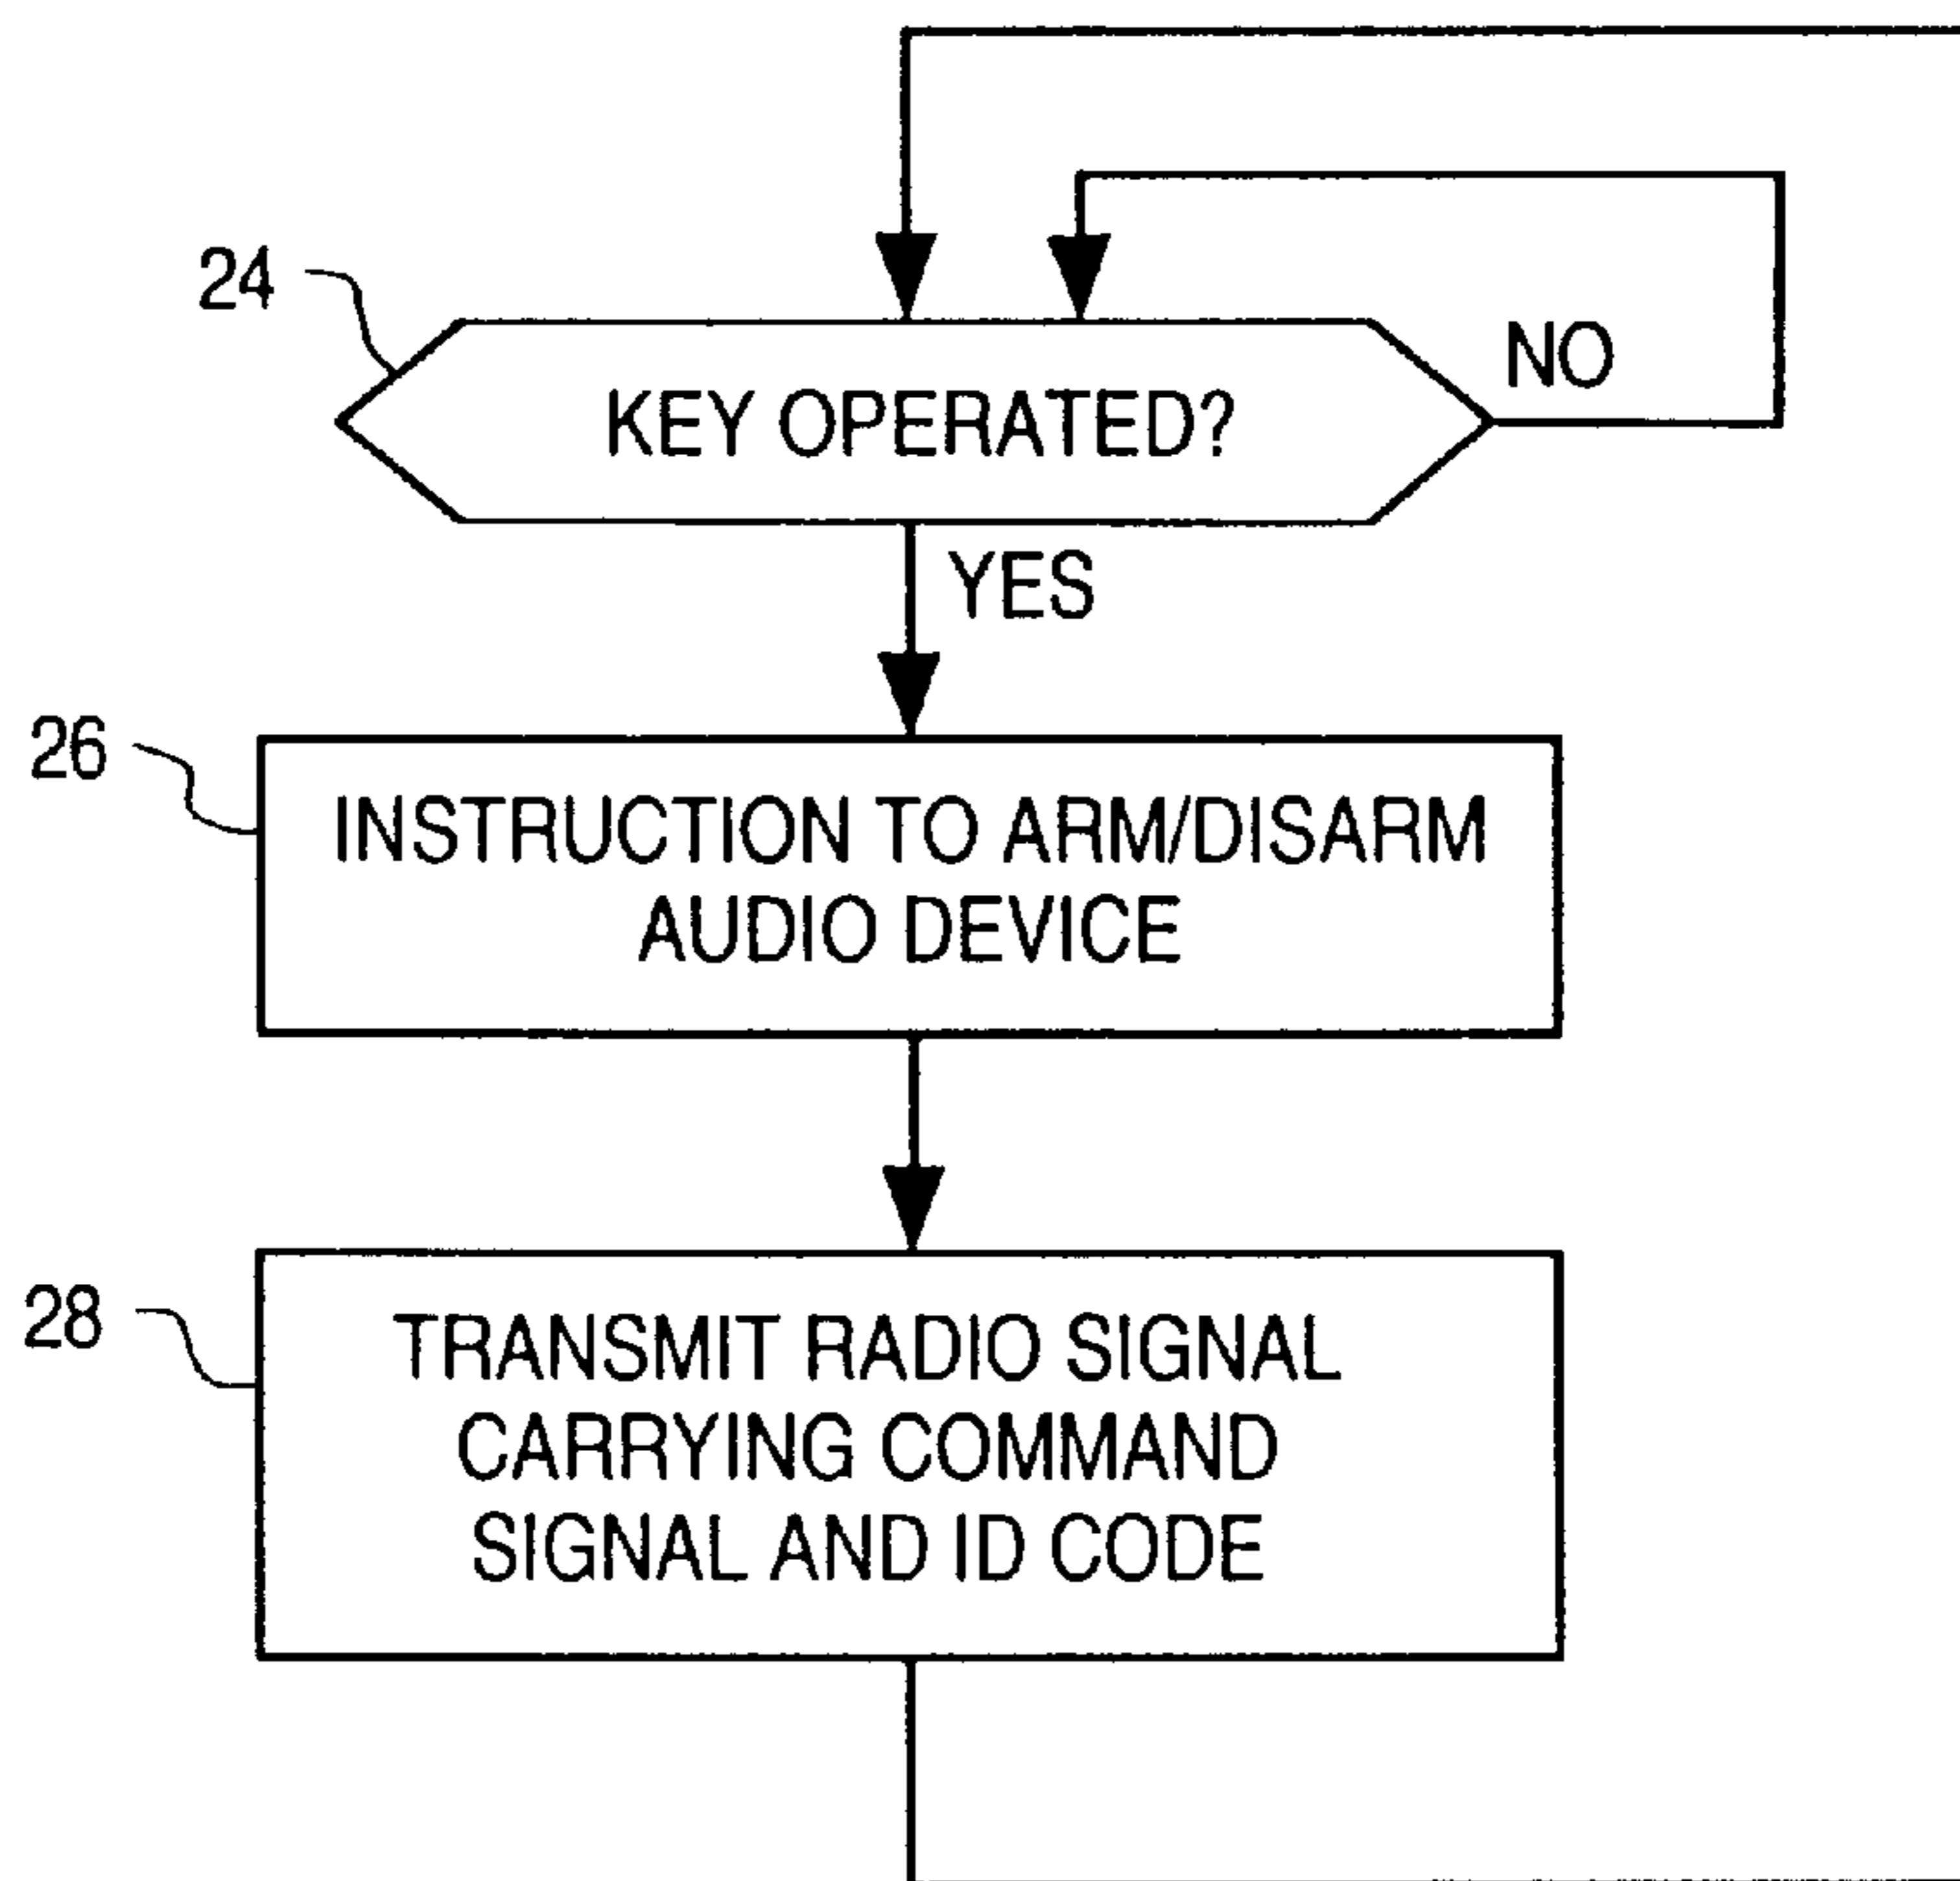 24
KEY OPERATED?
NO
YES
26
INSTRUCTION TO ARM/DISARM
AUDIO DEVICE
28
TRANSMIT RADIO SIGNAL
CARRYING COMMAND
SIGNAL AND ID CODE